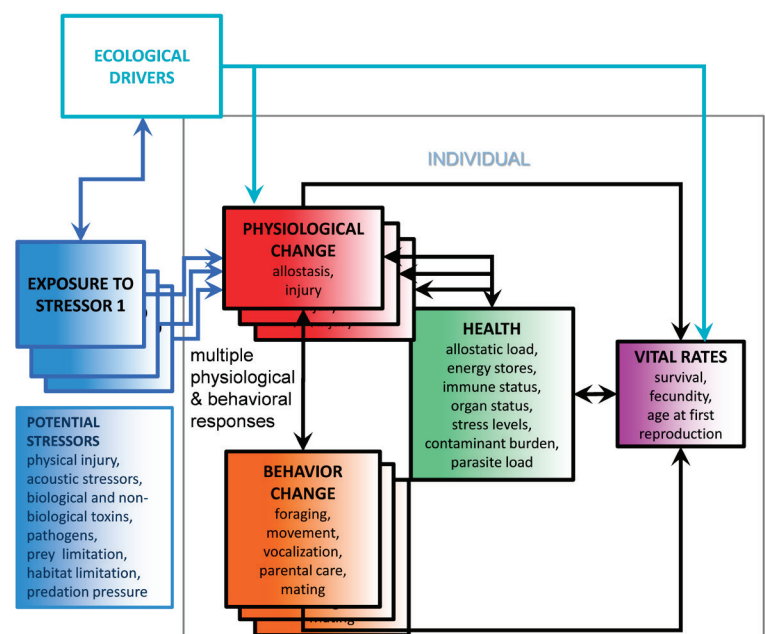 ECOLOGICAL
DRIVERS
INDIVIDUAL
PHYSIOLOGICAL
CHANGE
allostasis,
injury
EXPOSURE TO
STRESSOR 1
multiple
physiological
& behavioral
responses
HEALTH
allostatic load,
energy stores,
immune status,
organ status,
stress levels,
contaminant burden,
parasite load
VITAL RATES
survival,
fecundity,
age at first
reproduction
POTENTIAL
STRESSORS
physical injury,
acoustic stressors,
biological and non-
biological toxins,
pathogens,
prey limitation,
habitat limitation,
predation pressure
BEHAVIOR
CHANGE
foraging,
movement,
vocalization,
parental care,
mating